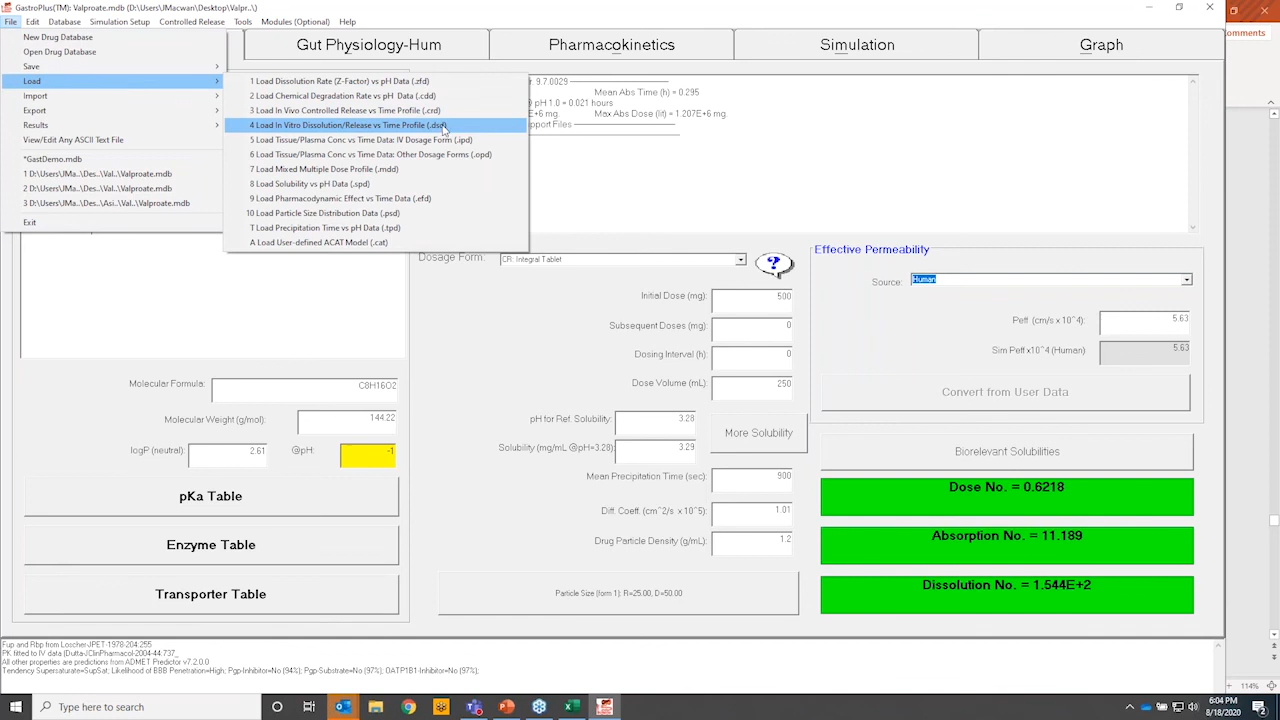 GastroPlus(TM): Valproate.mdb (D:\Users\JMacwan\Desktop\Valpr..\)
File Edit Database Simulation Setup Controlled Release Tools Modules (Optional) Help
omments
Gut Physiology-Hum Pharmacokinetics Simulation Graph
New Drug Database
Open Drug Database
Save
Load
Import
Export
Results
View/Edit Any ASCII Text File
*GastDemo.mdb
1 D:\Users\JMa..\Des..\Val..\Valproate.mdb
2 D:\Users\JMa..\Des..\Val..\Valproate.mdb
3 D:\Users\JMa..\Des..\Asi..\Val..\Valproate.mdb
Exit
1 Load Dissolution Rate (Z-Factor) vs pH Data (.zfd)
2 Load Chemical Degradation Rate vs pH Data (.cdd)
3 Load In Vivo Controlled Release vs Time Profile (.crd)
4 Load In Vitro Dissolution/Release vs Time Profile (.dsd)
5 Load Tissue/Plasma Conc vs Time Data: IV Dosage Form (.ipd)
6 Load Tissue/Plasma Conc vs Time Data: Other Dosage Forms (.opd)
7 Load Mixed Multiple Dose Profile (.mdd)
8 Load Solubility vs pH Data (.spd)
9 Load Pharmacodynamic Effect vs Time Data (.efd)
10 Load Particle Size Distribution Data (.psd)
T Load Precipitation Time vs pH Data (.tpd)
A Load User-defined ACAT Model (.cat)
r. 9.7.0029
Mean Abs Time (h) = 0.295
@ pH 1.0 = 0.021 hours
=6 mg. Max Abs Dose (lit) = 1.207E+6 mg.
pport Files
Dosage Form: CR: Integral Tablet
?
Initial Dose (mg): 500
Subsequent Doses (mg): 0
Dosing Interval (h): 0
Dose Volume (mL): 250
pH for Ref. Solubility: 3.28
Solubility (mg/mL @pH=3.28): 3.29
More Solubility
Mean Precipitation Time (sec): 900
Diff. Coeff. (cm^2/s x 10^5): 1.01
Drug Particle Density (g/mL): 1.2
Particle Size (form 1). R=25.00, D=50.00
Effective Permeability
Source: Human
Peff (cm/s x 10^4): 5.63
Sim Peff x10^4 (Human) 5.63
Convert from User Data
Biorelevant Solubilities
Dose No. = 0.6218
Absorption No. = 11.189
Dissolution No. = 1.544E+2
Molecular Formula: C8H16O2
Molecular Weight (g/mol): 144.22
logP (neutral): 2.61 @pH: -1
pKa Table
Enzyme Table
Transporter Table
Fup and Rbp from Loscher-JPET-1978-204:255
PK fitted to IV data (Dutta-JClinPharmacol-2004-44:737_
All other properties are predictions from ADMET Predictor v7.2.0.0
Tendency Supersaturate=SupSat; Likelihood of BBB Penetration=High; Pgp-Inhibitor=No (94%); Pgp-Substrate=No (97%); OATP1B1-Inhibitor=No (97%);
114%
Type here to search
6:04 PM
8/18/2020